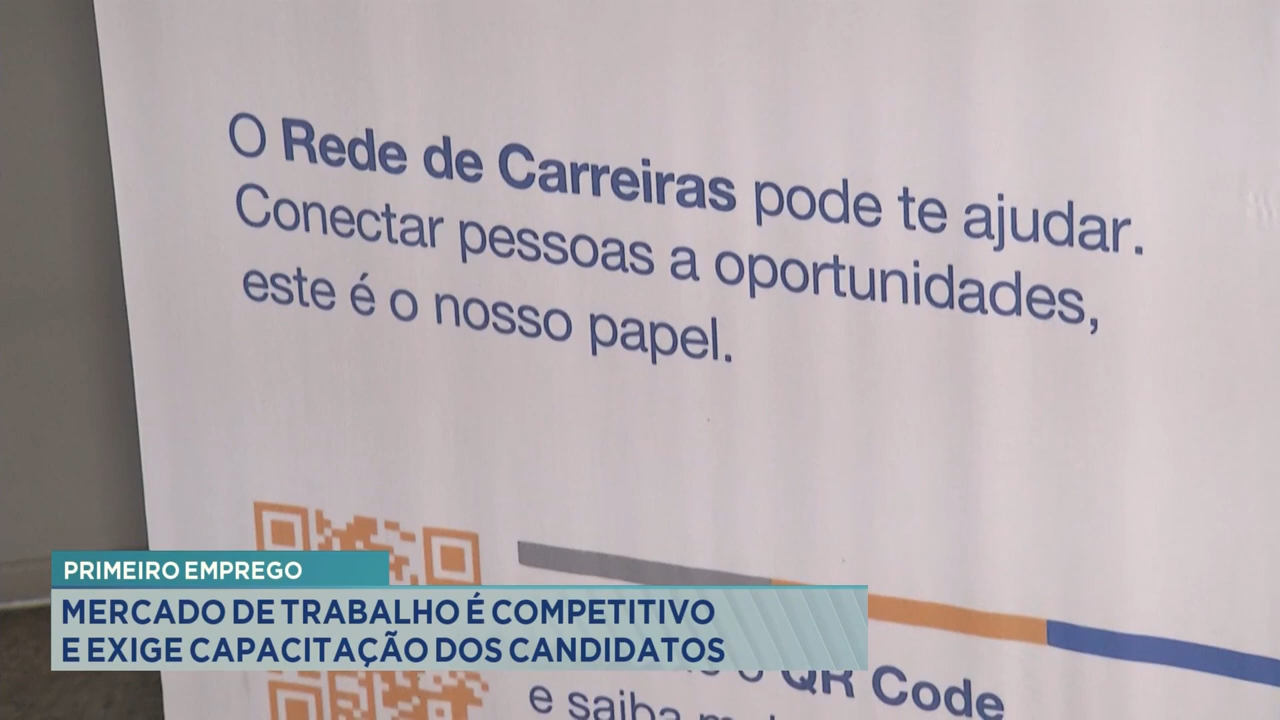 O Rede de Carreiras pode te ajudar.
Conectar pessoas a oportunidades,
este é o nosso papel.
PRIMEIRO EMPREGO
MERCADO DE TRABALHO É COMPETITIVO
E EXIGE CAPACITAÇÃO DOS CANDIDATOS
QR Code
e saiba